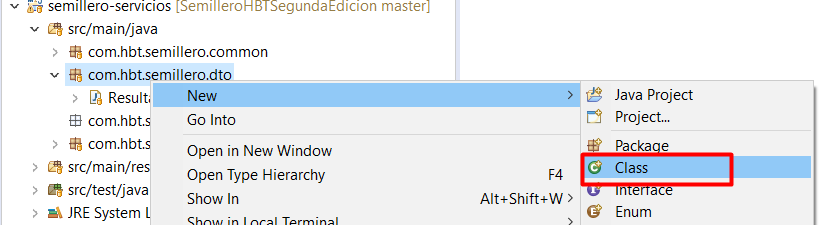 semillero-servicios [SemilleroHBTSegundaEdicion master]
src/main/java
com.hbt.semillero.common
com.hbt.semillero.dto
Result
com.hbt.s
com.hbt.s
src/main/res
src/test/java
JRE System L
New
Go Into
Open in New Window
Open Type Hierarchy F4
Show In Alt+Shift+W
Show in Local Terminal
Java Project
Project...
Package
Class
Interface
Enum